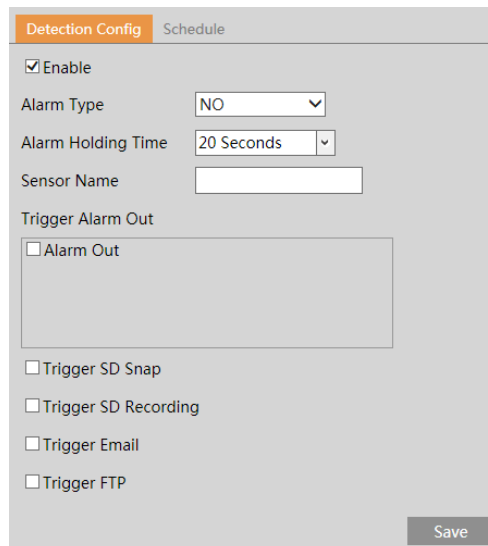 Detection Config Schedule
Enable
Alarm Type NO
Alarm Holding Time 20 Seconds
Sensor Name
Trigger Alarm Out
Alarm Out
Trigger SD Snap
Trigger SD Recording
Trigger Email
Trigger FTP
Save